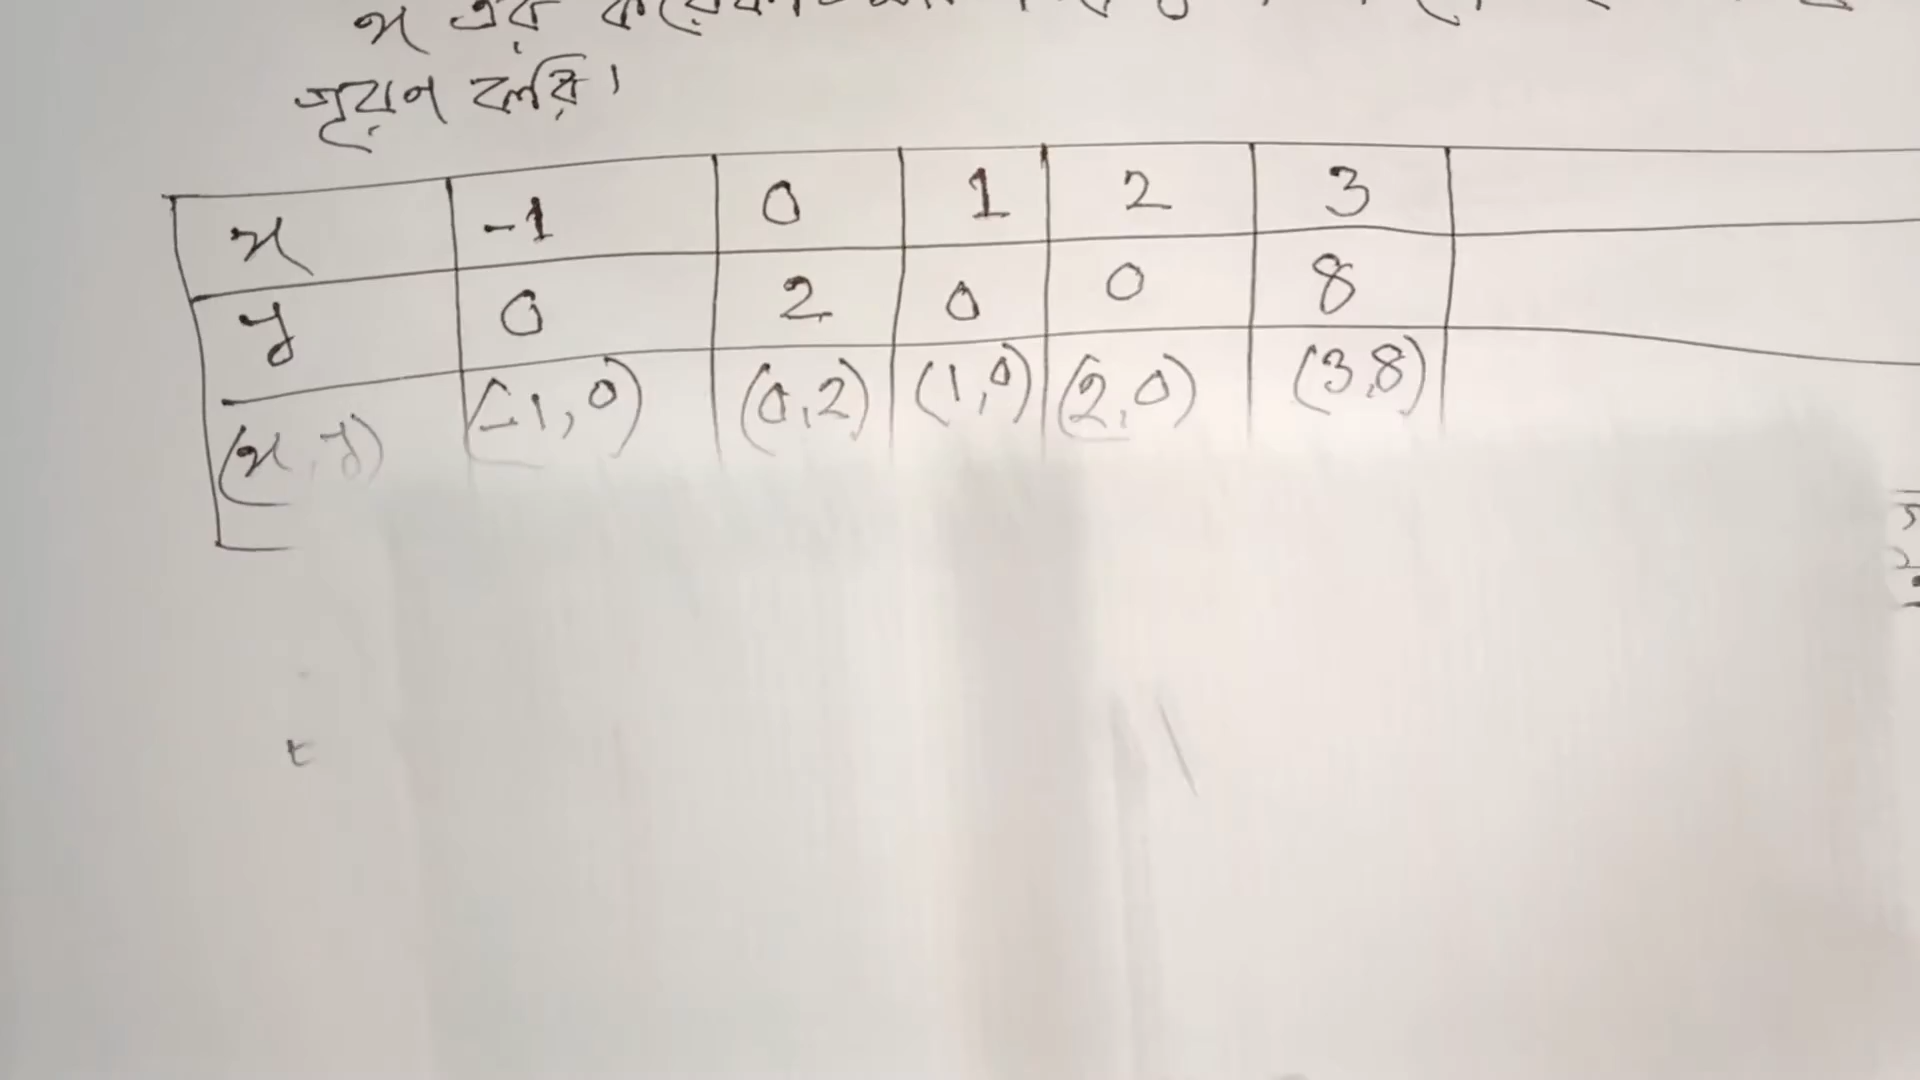 x এর
পূরণ করি।
x -1 0 1 2 3
y 0 2 0 0 8
(x, y) (-1, 0) (0,2) (1,0) (2,0) (3,8)